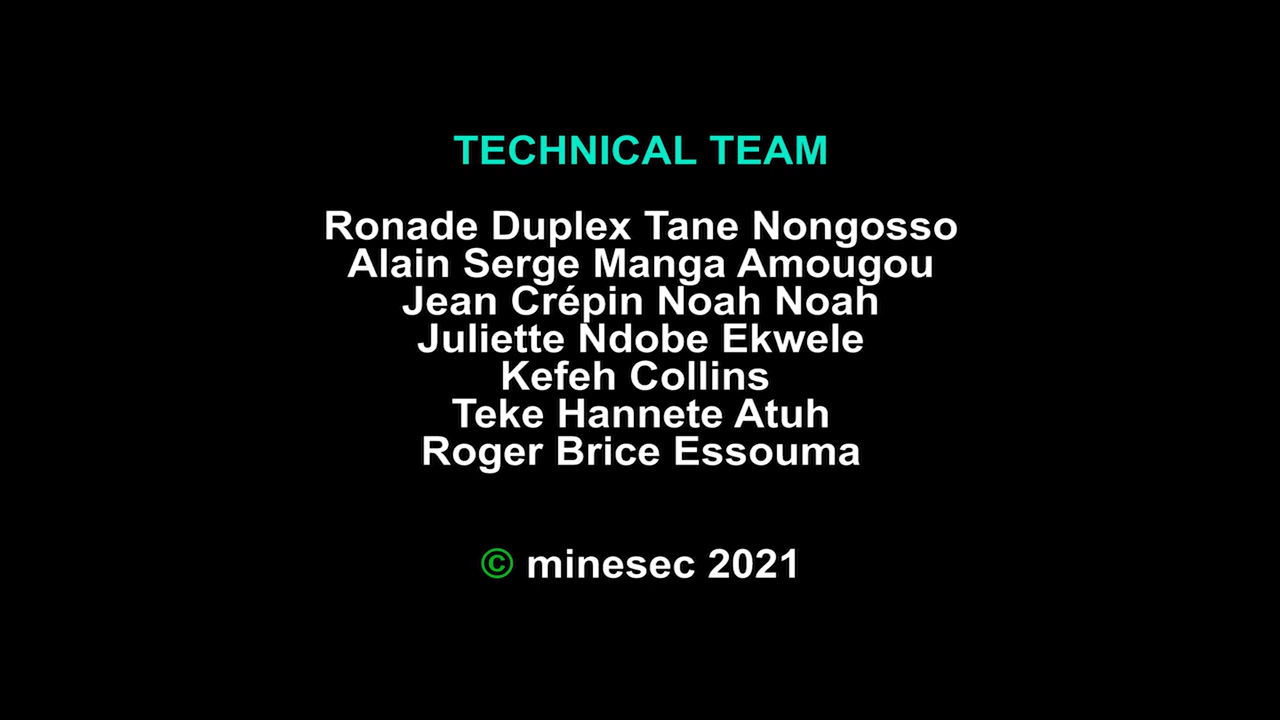 TECHNICAL TEAM
Ronade Duplex Tane Nongosso
Alain Serge Manga Amougou
Jean Crépin Noah Noah
Juliette Ndobe Ekwele
Kefeh Collins
Teke Hannete Atuh
Roger Brice Essouma
© minesec 2021